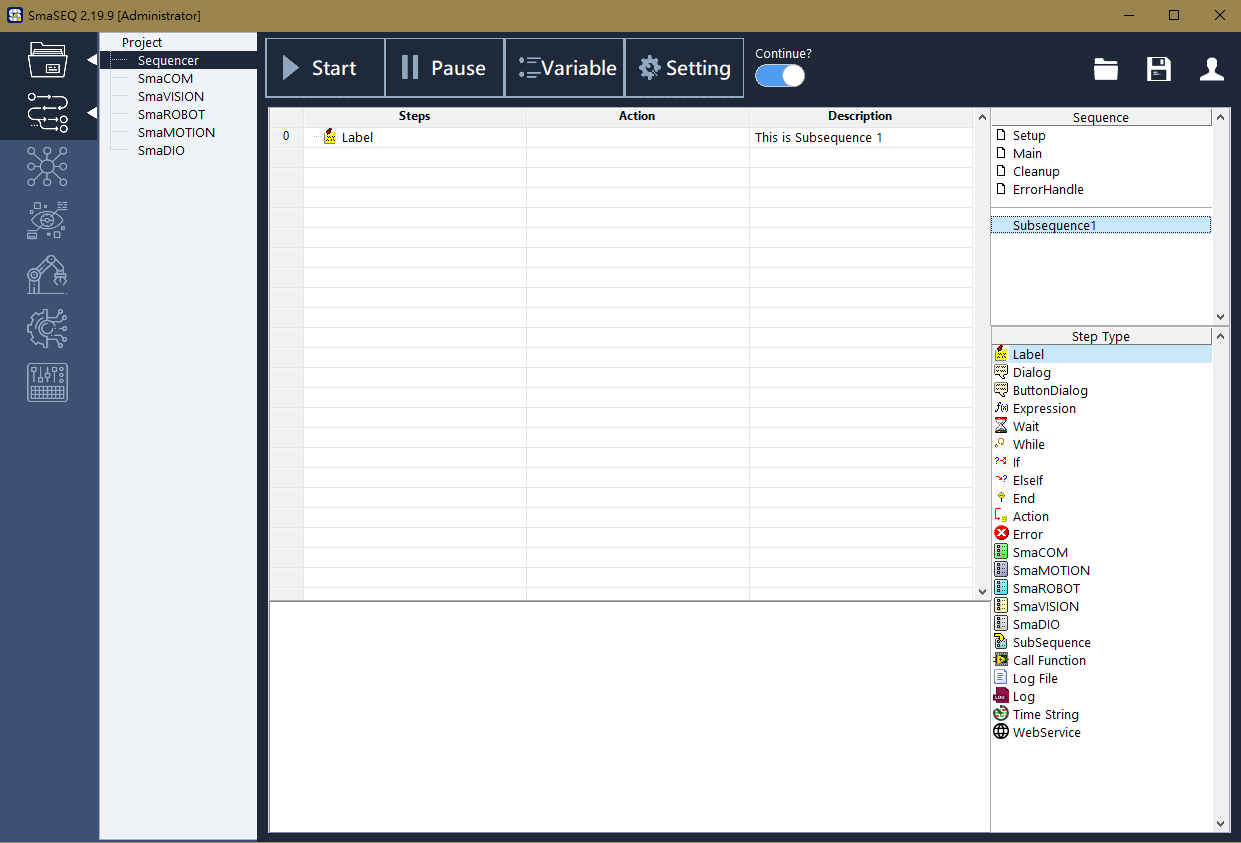 SmaSEQ 2.19.9 [Administrator]
Project
Sequencer
SmaCOM
SmaVISION
SmaROBOT
SmaMOTION
SmaDIO
Start
Pause
Variable
Setting
Continue?
Steps Action Description
0 Label This is Subsequence 1
Sequence
Setup
Main
Cleanup
ErrorHandle
Subsequence1
Step Type
Label
Dialog
ButtonDialog
Expression
Wait
While
If
ElseIf
End
Action
Error
SmaCOM
SmaMOTION
SmaROBOT
SmaVISION
SmaDIO
SubSequence
Call Function
Log File
Log
Time String
WebService